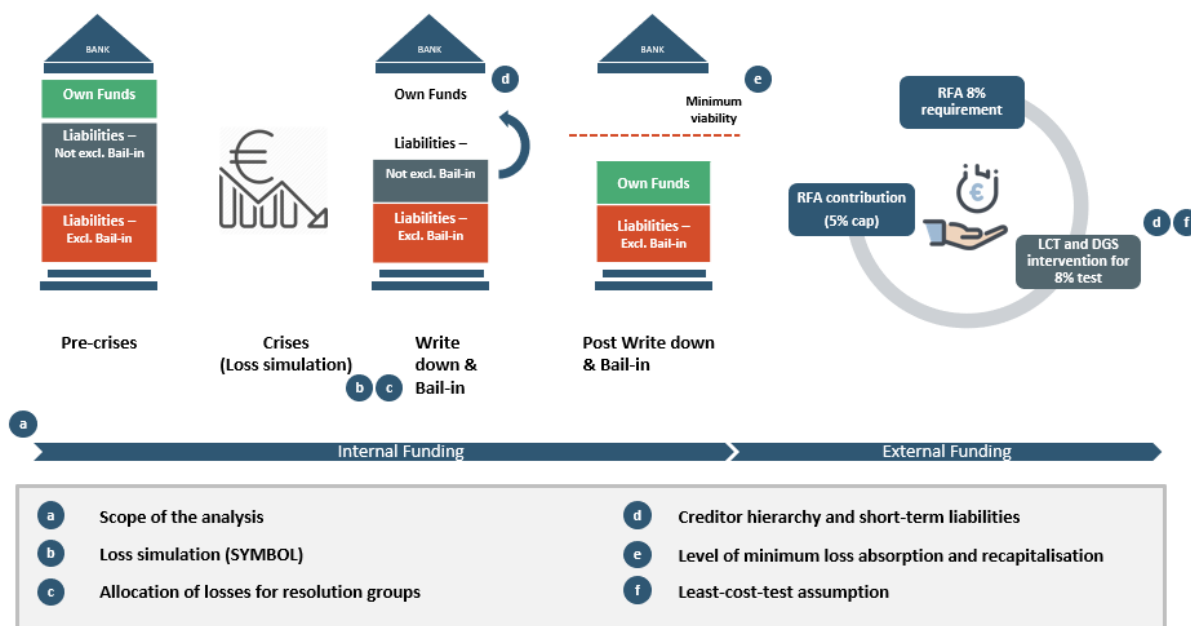 BANK
Own Funds
Liabilities –
Not excl. Bail-in
Liabilities –
Excl. Bail-in
Pre-crises
a
Crises
(Loss simulation)
b
c
BANK
d
Own Funds
Liabilities –
Not excl. Bail-in
Liabilities –
Excl. Bail-in
Write
down &
Bail-in
BANK
e
Minimum
viability
Own Funds
Liabilities –
Excl. Bail-in
Post Write down
& Bail-in
RFA 8%
requirement
RFA contribution
(5% cap)
€
LCT and DGS
intervention for
8% test
d
f
Internal Funding
External Funding
a
Scope of the analysis
b
Loss simulation (SYMBOL)
c
Allocation of losses for resolution groups
d
Creditor hierarchy and short-term liabilities
e
Level of minimum loss absorption and recapitalisation
f
Least-cost-test assumption